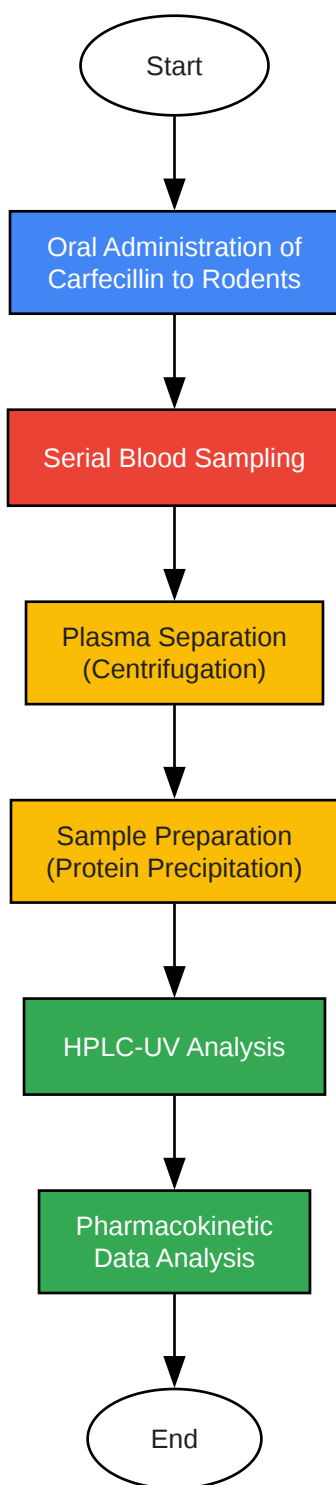 Start
Oral Administration of
Carfecillin to Rodents
Serial Blood Sampling
Plasma Separation
(Centrifugation)
Sample Preparation
(Protein Precipitation)
HPLC-UV Analysis
Pharmacokinetic
Data Analysis
End